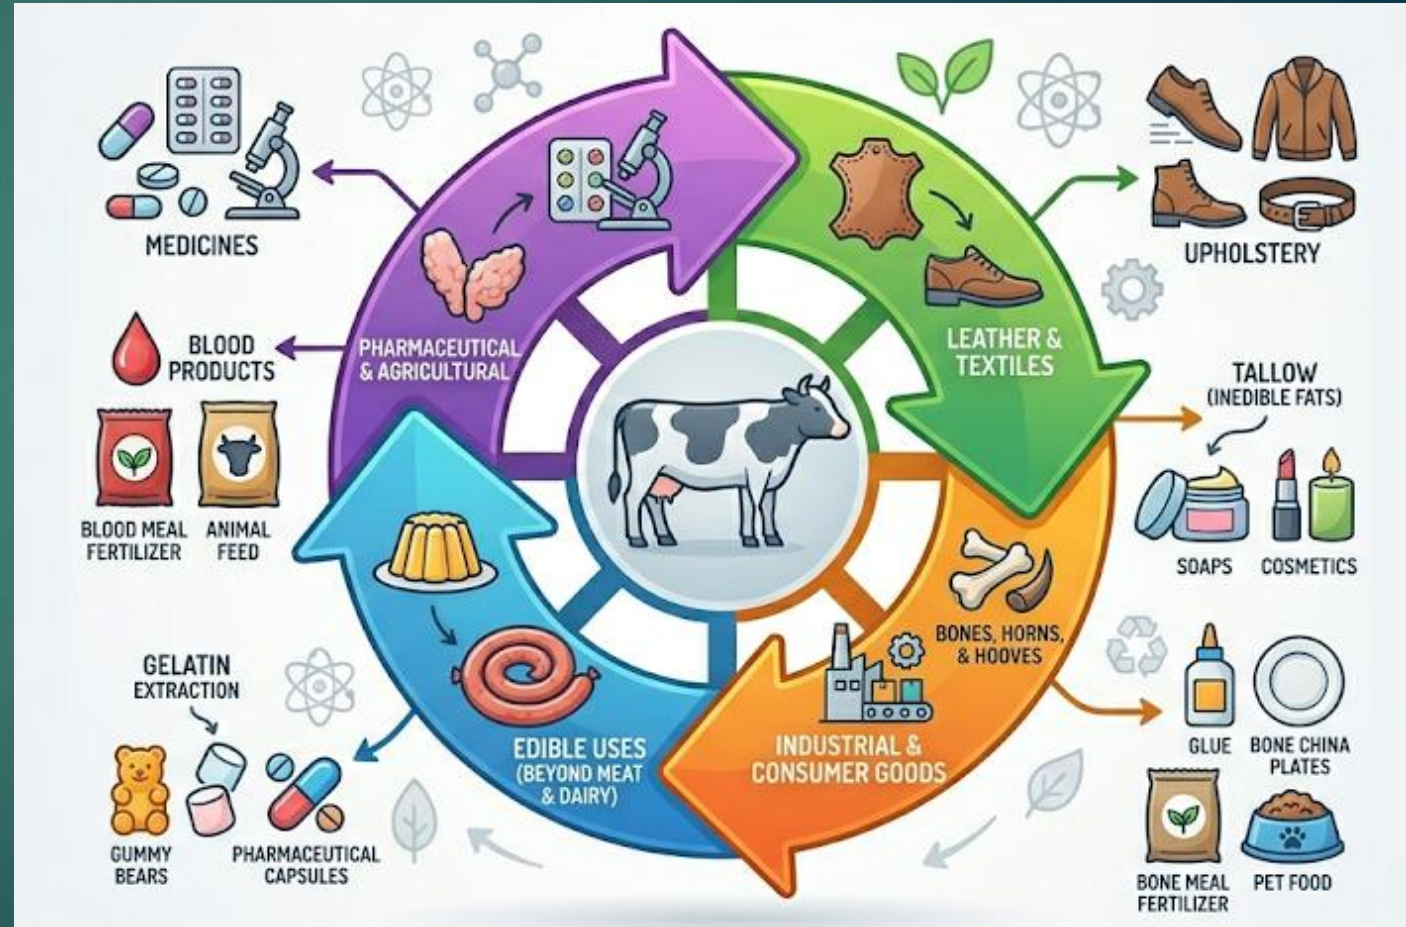 MEDICINES
BLOOD
PRODUCTS
BLOOD MEAL
FERTILIZER
ANIMAL
FEED
GELATIN
EXTRACTION
GUMMY
BEARS
PHARMACEUTICAL
CAPSULES
PHARMACEUTICAL
& AGRICULTURAL
LEATHER &
TEXTILES
BONES, HORNS,
& HOOVES
INDUSTRIAL &
CONSUMER GOODS
EDIBLE USES
(BEYOND MEAT
& DAIRY)
UPHOLSTERY
TALLOW
(INEDIBLE FATS)
SOAPS
COSMETICS
GLUE
BONE CHINA
PLATES
BONE MEAL
FERTILIZER
PET FOOD